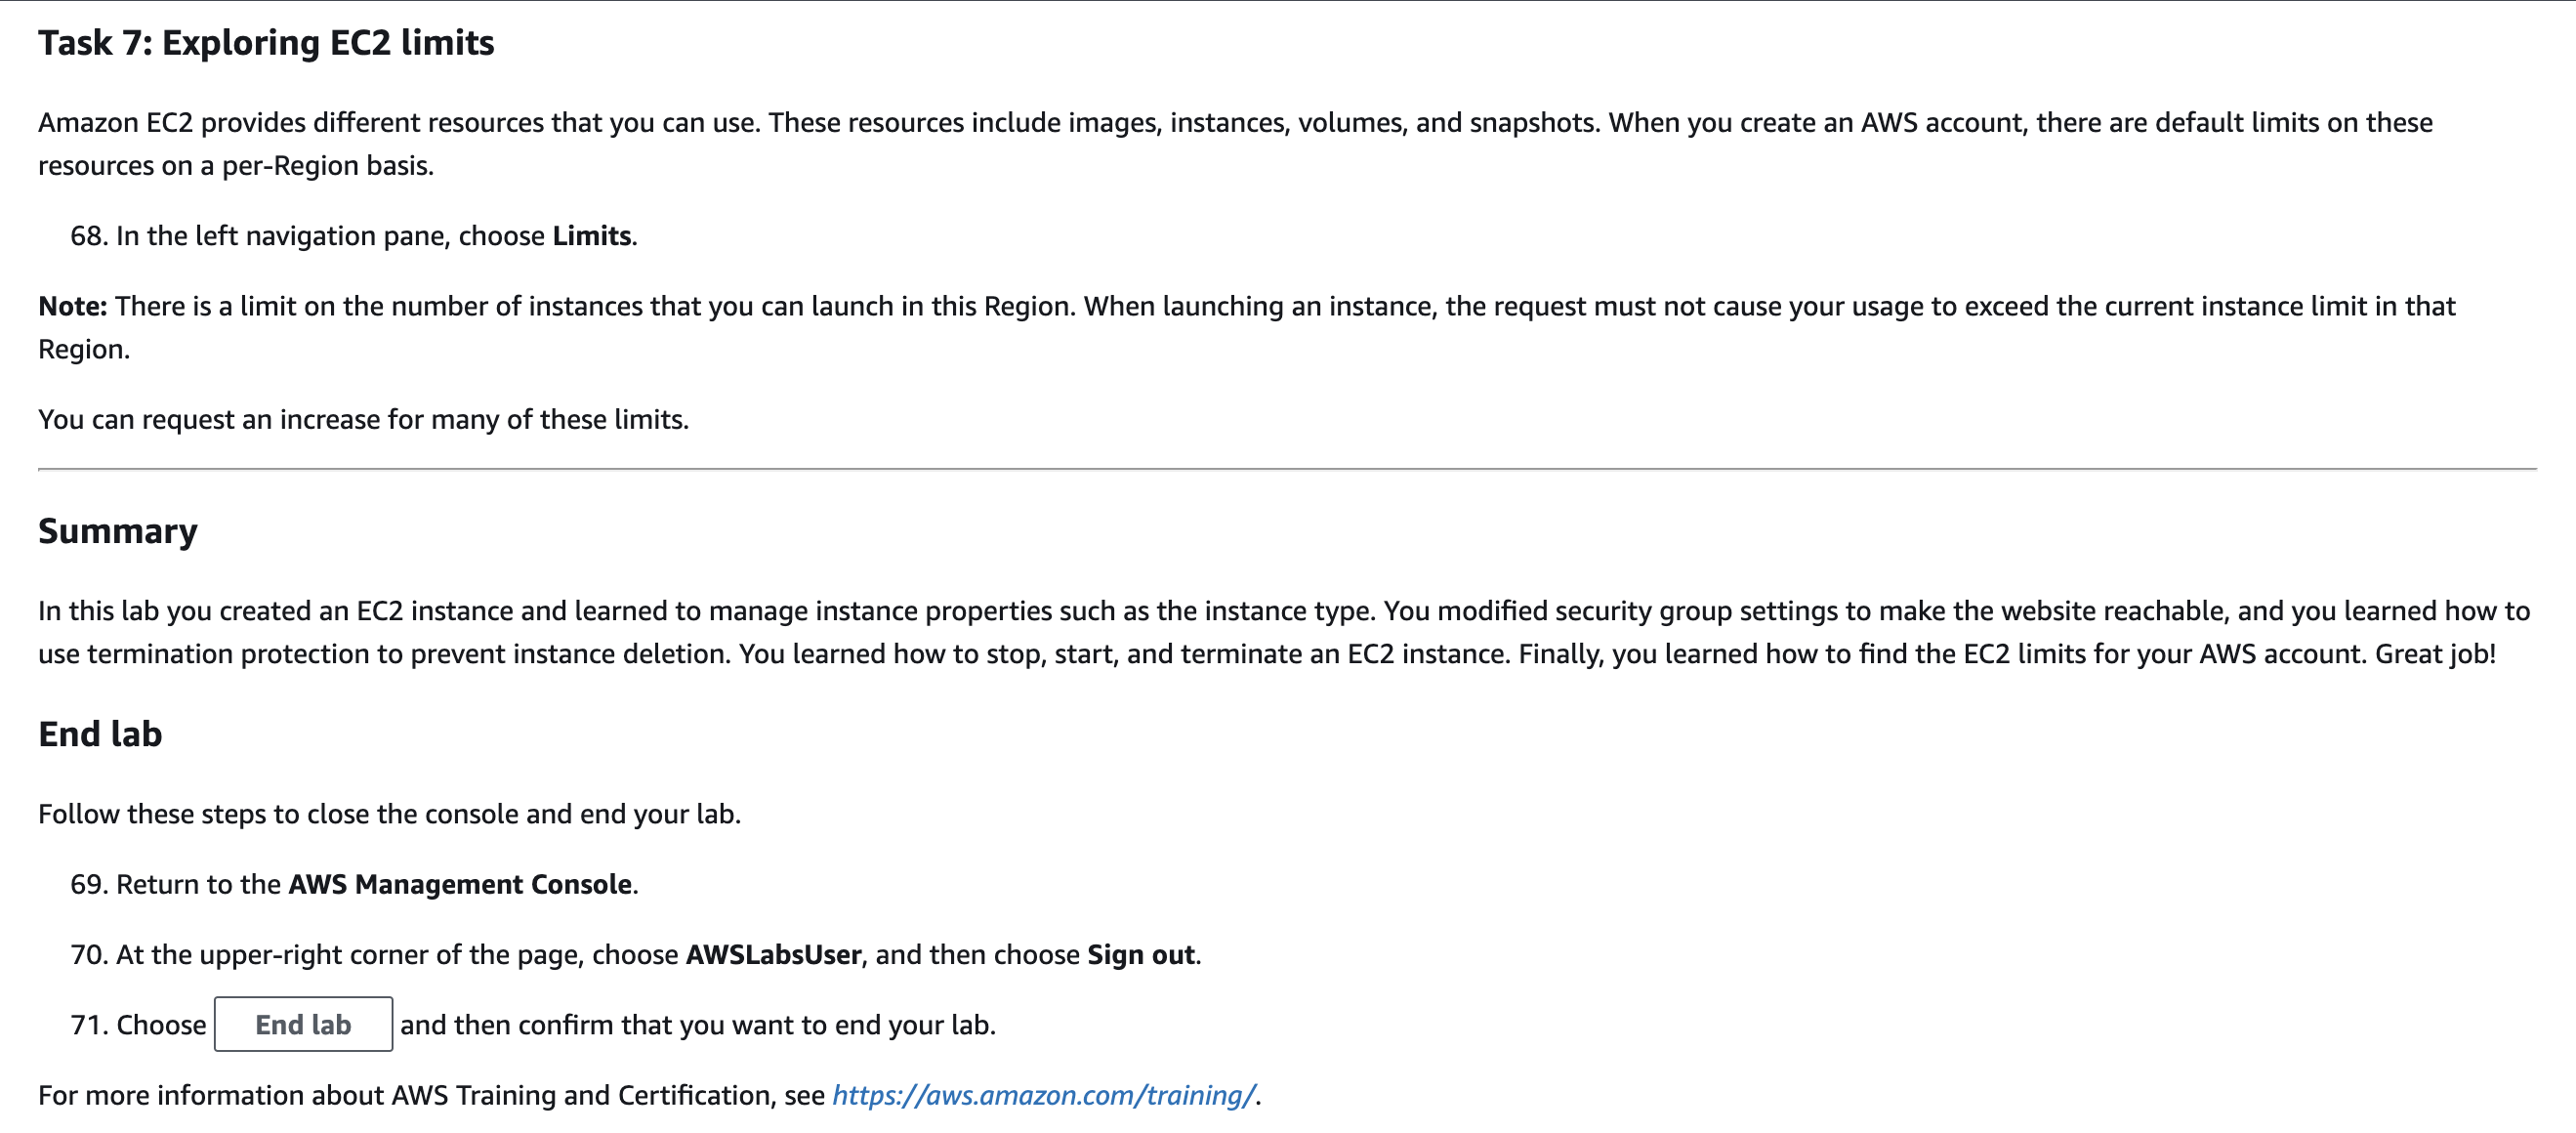 Task 7: Exploring EC2 limits
Amazon EC2 provides different resources that you can use. These resources include images, instances, volumes, and snapshots. When you create an AWS account, there are default limits on these
resources on a per-Region basis.
68. In the left navigation pane, choose Limits.
Note: There is a limit on the number of instances that you can launch in this Region. When launching an instance, the request must not cause your usage to exceed the current instance limit in that
Region.
You can request an increase for many of these limits.
Summary
In this lab you created an EC2 instance and learned to manage instance properties such as the instance type. You modified security group settings to make the website reachable, and you learned how to
use termination protection to prevent instance deletion. You learned how to stop, start, and terminate an EC2 instance. Finally, you learned how to find the EC2 limits for your AWS account. Great job!
End lab
Follow these steps to close the console and end your lab.
69. Return to the AWS Management Console.
70. At the upper-right corner of the page, choose AWSLabsUser, and then choose Sign out.
71. Choose End lab and then confirm that you want to end your lab.
For more information about AWS Training and Certification, see https://aws.amazon.com/training/.